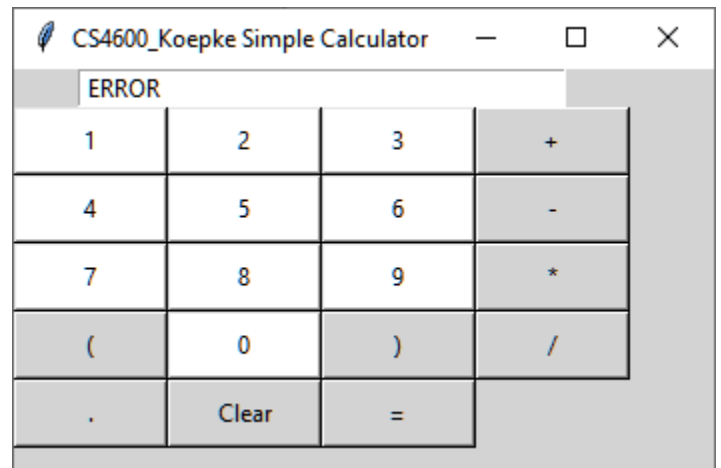 CS4600_Koepke Simple Calculator
ERROR
1 2 3 +
4 5 6 -
7 8 9 *
( 0 ) /
. Clear =